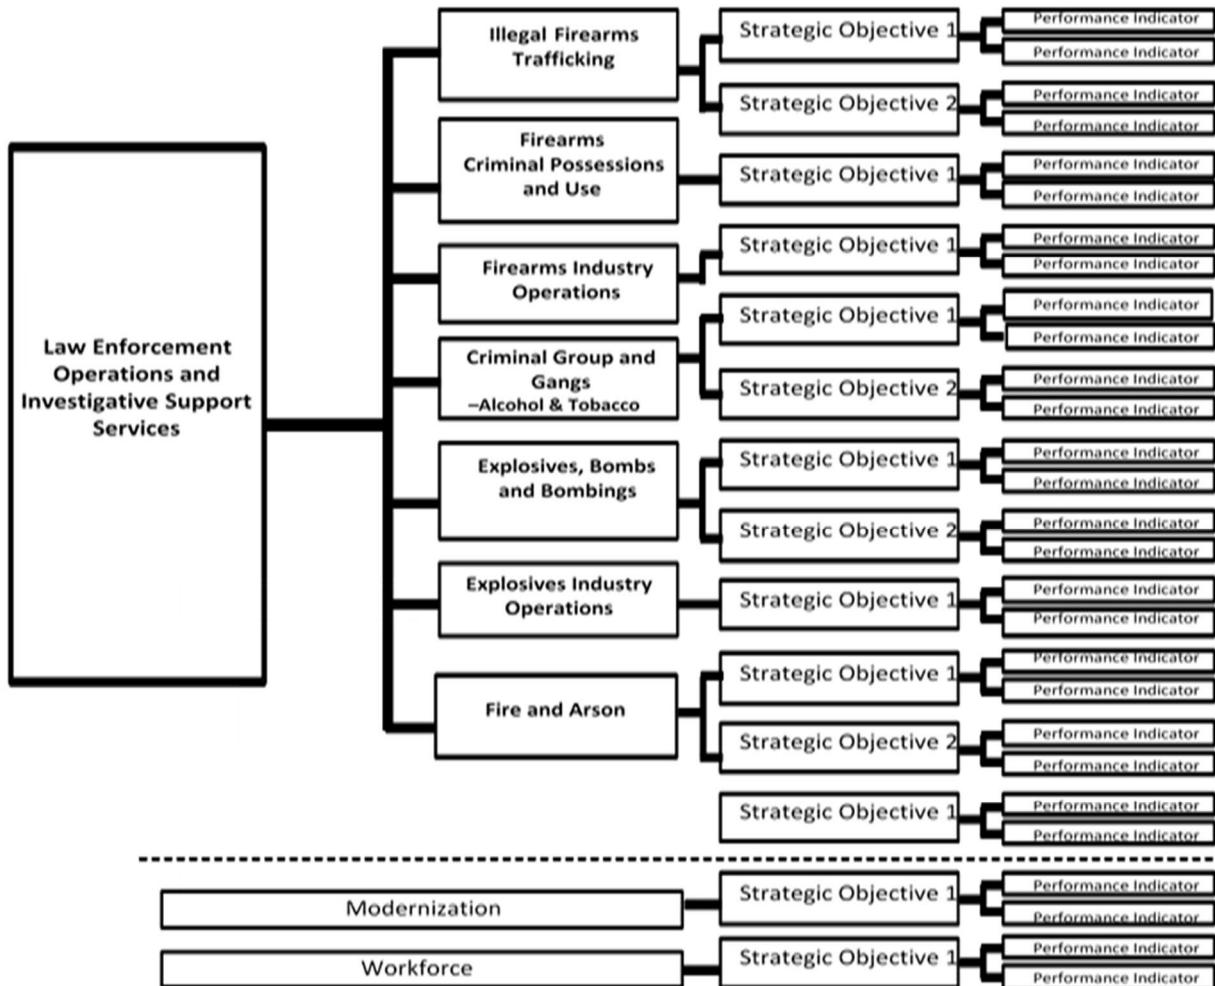 Law Enforcement
Operations and
Investigative Support
Services
Illegal Firearms
Trafficking
Strategic Objective 1
Performance Indicator
Performance Indicator
Strategic Objective 2
Performance Indicator
Performance Indicator
Firearms
Criminal Possessions
and Use
Strategic Objective 1
Performance Indicator
Performance Indicator
Firearms Industry
Operations
Strategic Objective 1
Performance Indicator
Performance Indicator
Criminal Group and
Gangs
–Alcohol & Tobacco
Strategic Objective 1
Performance Indicator
Performance Indicator
Strategic Objective 2
Performance Indicator
Performance Indicator
Explosives, Bombs
and Bombings
Strategic Objective 1
Performance Indicator
Performance Indicator
Strategic Objective 2
Performance Indicator
Performance Indicator
Explosives Industry
Operations
Strategic Objective 1
Performance Indicator
Performance Indicator
Fire and Arson
Strategic Objective 1
Performance Indicator
Performance Indicator
Strategic Objective 2
Performance Indicator
Performance Indicator
Strategic Objective 1
Performance Indicator
Performance Indicator
Modernization
Strategic Objective 1
Performance Indicator
Performance Indicator
Workforce
Strategic Objective 1
Performance Indicator
Performance Indicator